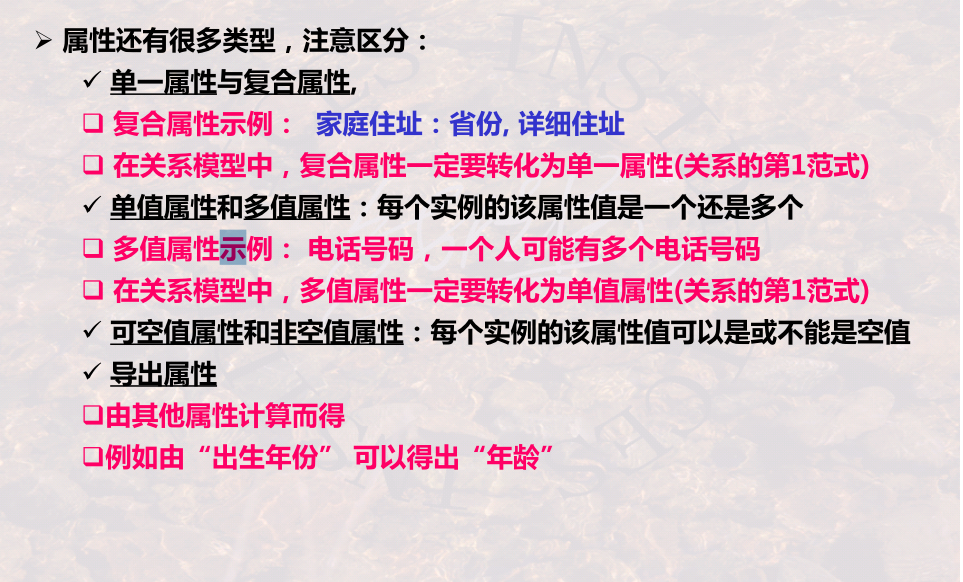 ➢ 属性还有很多类型，注意区分：
✓ 单一属性与复合属性,
❑ 复合属性示例： 家庭住址：省份, 详细住址
❑ 在关系模型中，复合属性一定要转化为单一属性(关系的第1范式)
✓ 单值属性和多值属性：每个实例的该属性值是一个还是多个
❑ 多值属性示例： 电话号码，一个人可能有多个电话号码
❑ 在关系模型中，多值属性一定要转化为单值属性(关系的第1范式)
✓ 可空值属性和非空值属性：每个实例的该属性值可以是或不能是空值
✓ 导出属性
❑由其他属性计算而得
❑例如由“出生年份” 可以得出“年龄”